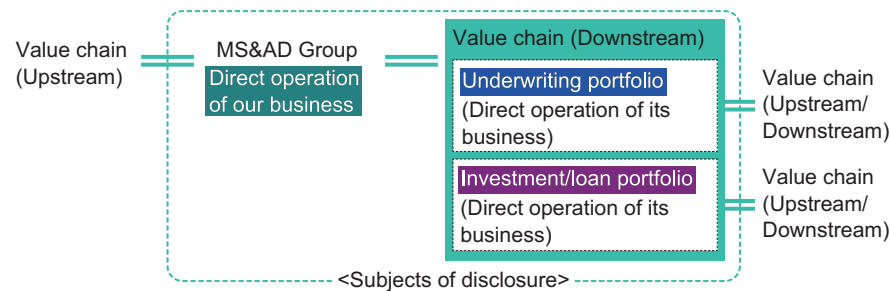 Value chain
(Upstream)
MS&AD Group
Direct operation
of our business
Value chain (Downstream)
Underwriting portfolio
(Direct operation of its
business)
Investment/loan portfolio
(Direct operation of its
business)
Value chain
(Upstream/
Downstream)
Value chain
(Upstream/
Downstream)
<Subjects of disclosure>